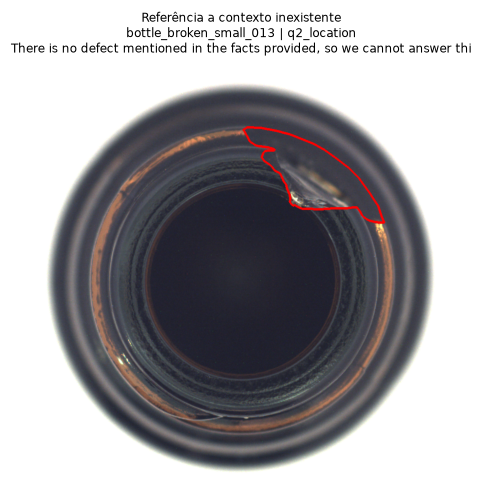 Referência a contexto inexistente
bottle_broken_small_013 | q2_location
There is no defect mentioned in the facts provided, so we cannot answer thi